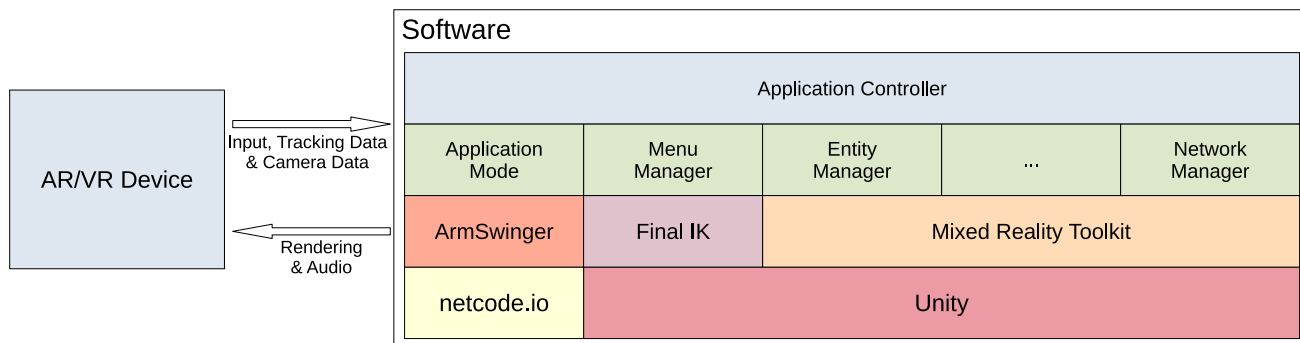 Software
Application Controller
AR/VR Device
Input, Tracking Data
& Camera Data
Rendering
& Audio
Application
Mode
Menu
Manager
Entity
Manager
...
Network
Manager
ArmSwinger
Final IK
Mixed Reality Toolkit
netcode.io
Unity